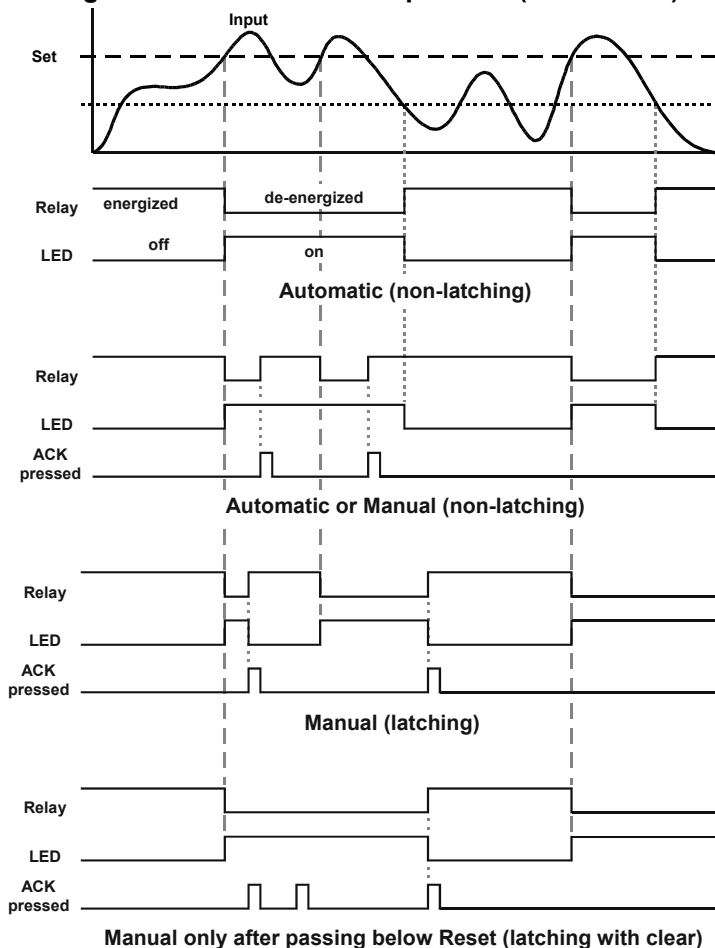 Input
Set
Relay energized de-energized
LED off on
Automatic (non-latching)
Relay
LED
ACK
pressed
Automatic or Manual (non-latching)
Relay
LED
ACK
pressed
Manual (latching)
Relay
LED
ACK
pressed
Manual only after passing below Reset (latching with clear)